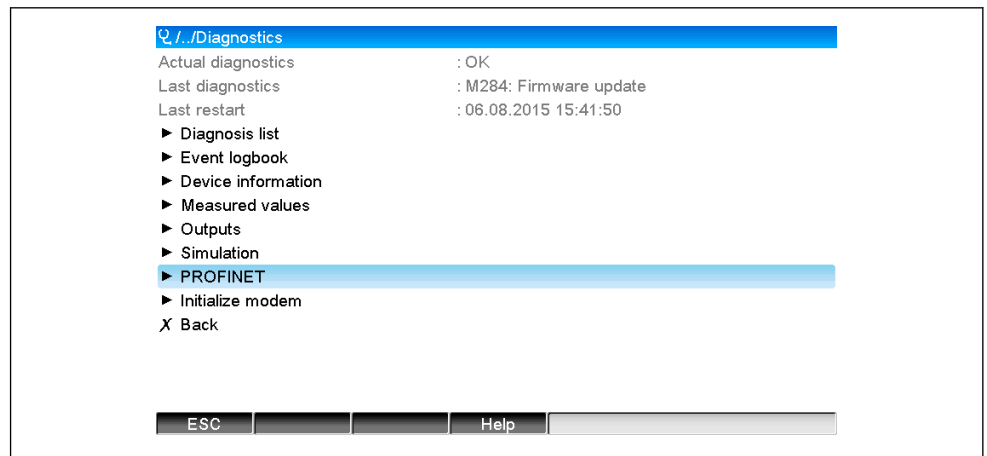 /../Diagnostics
Actual diagnostics : OK
Last diagnostics : M284: Firmware update
Last restart : 06.08.2015 15:41:50
► Diagnosis list
► Event logbook
► Device information
► Measured values
► Outputs
► Simulation
► PROFINET
► Initialize modem
X Back
ESC Help